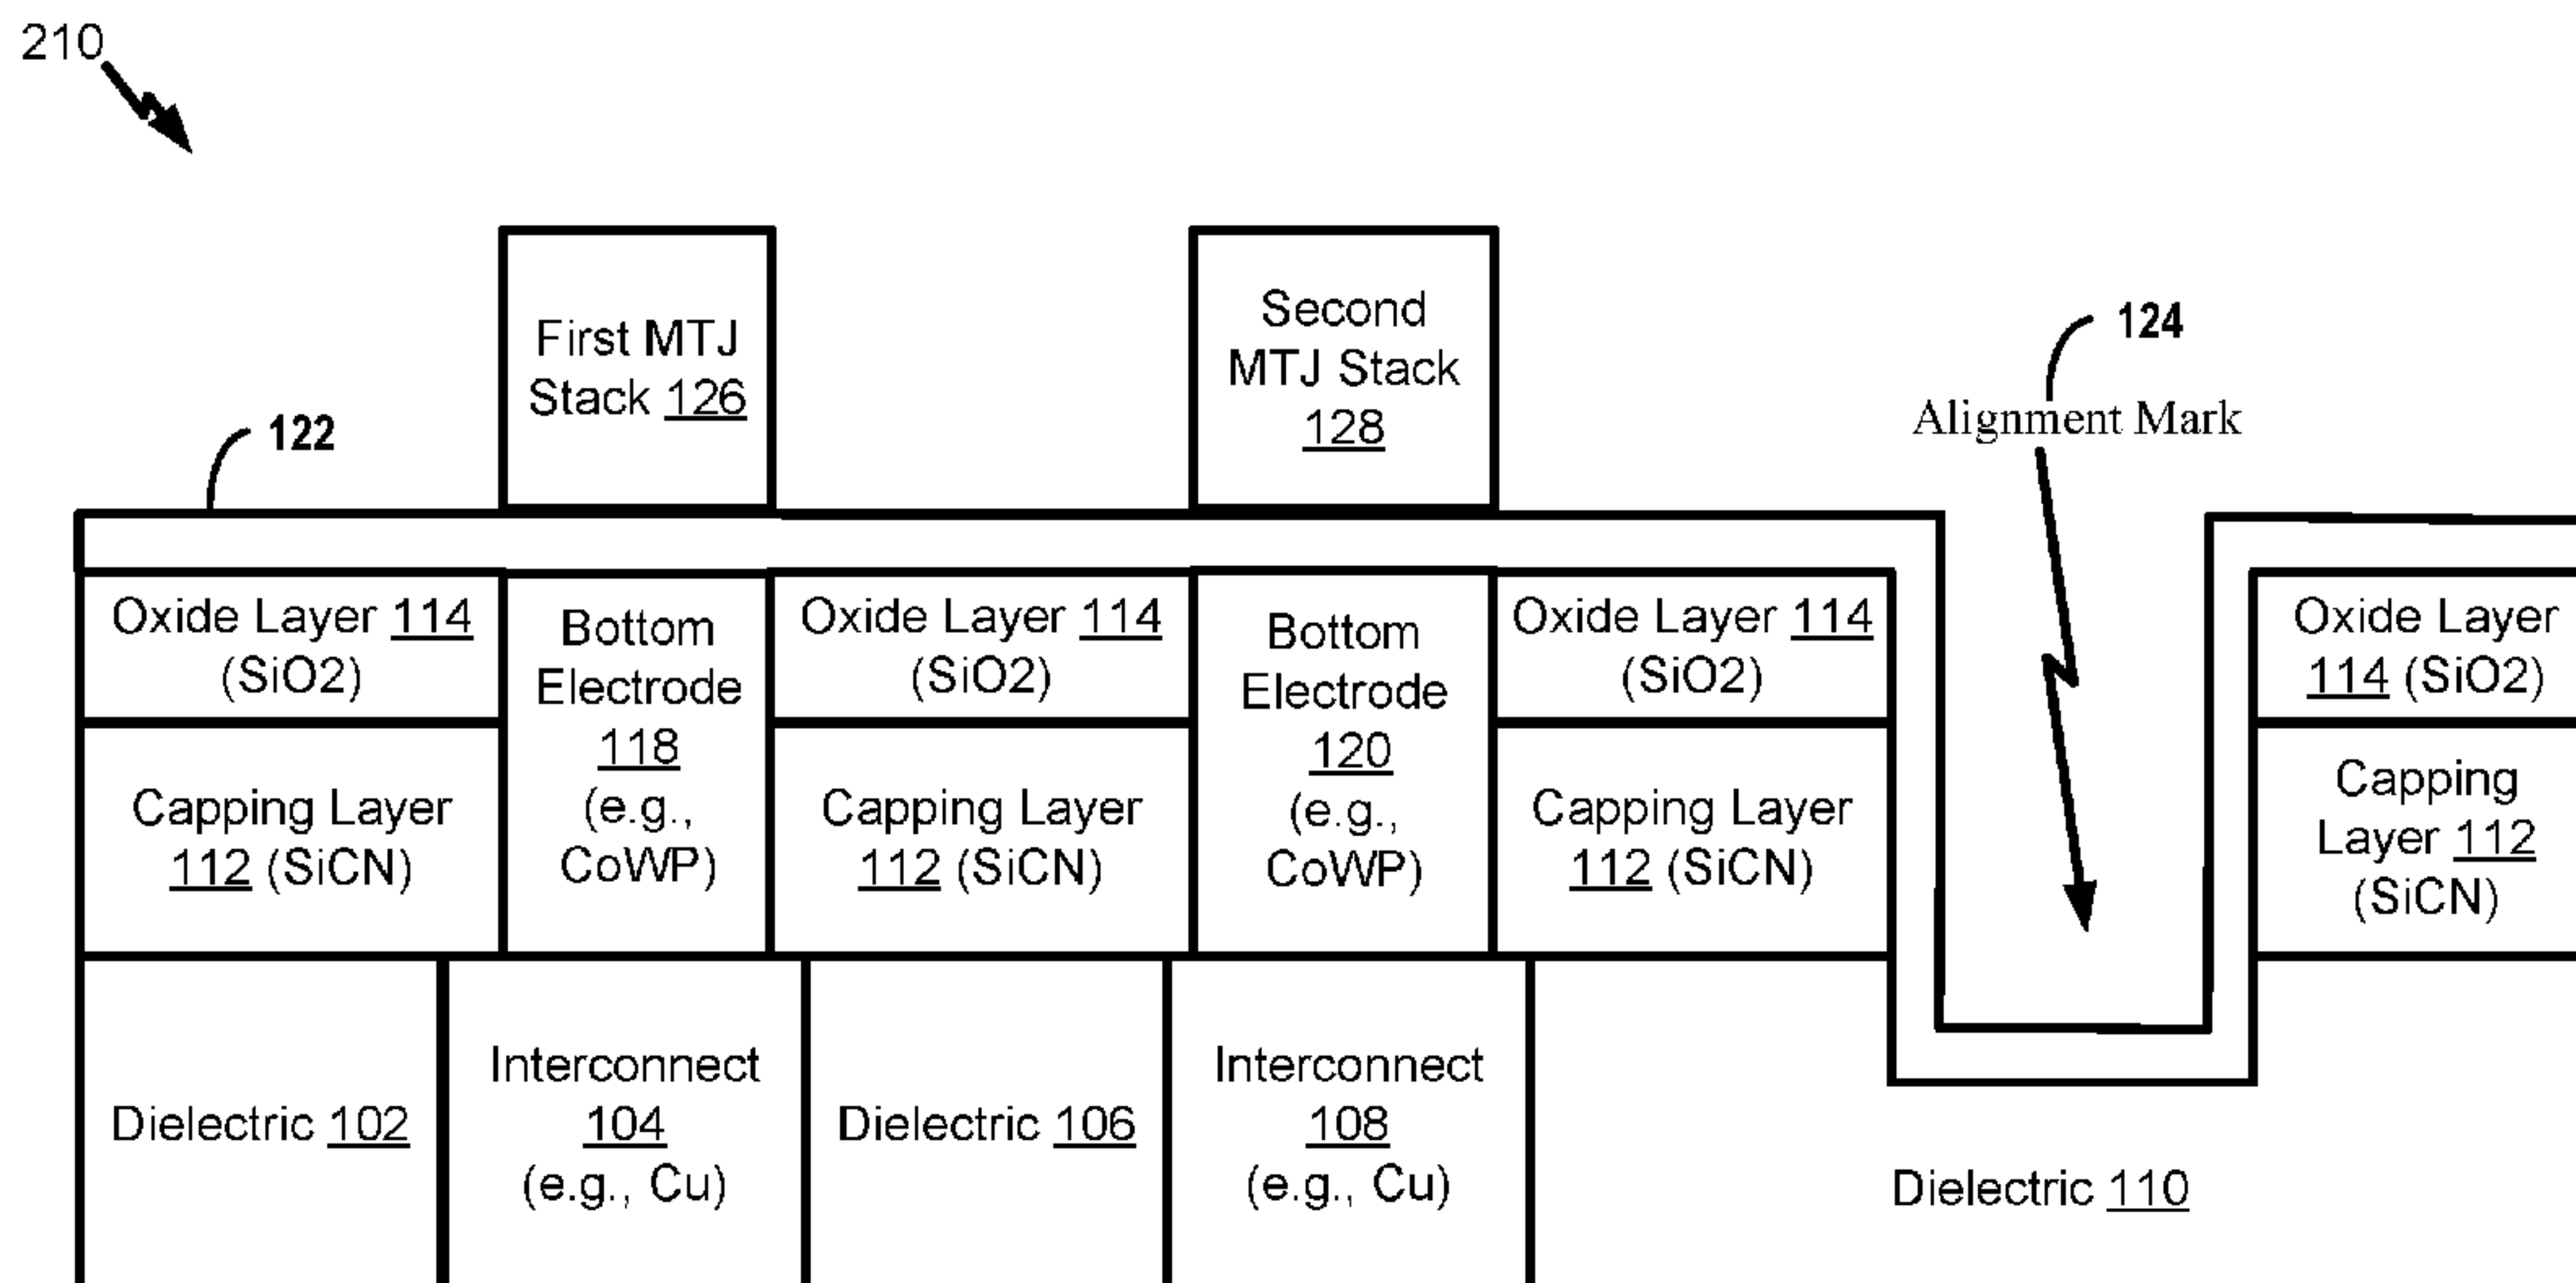 210
First MTJ
Stack 126
Second
MTJ Stack
128
124
Alignment Mark
122
Oxide Layer 114
(SiO2)
Bottom
Electrode
118
(e.g.,
CoWP)
Oxide Layer 114
(SiO2)
Bottom
Electrode
120
(e.g.,
CoWP)
Oxide Layer 114
(SiO2)
Oxide Layer
114 (SiO2)
Capping Layer
112 (SiCN)
Capping Layer
112 (SiCN)
Capping Layer
112 (SiCN)
Capping
Layer 112
(SiCN)
Dielectric 102
Interconnect
104
(e.g., Cu)
Dielectric 106
Interconnect
108
(e.g., Cu)
Dielectric 110